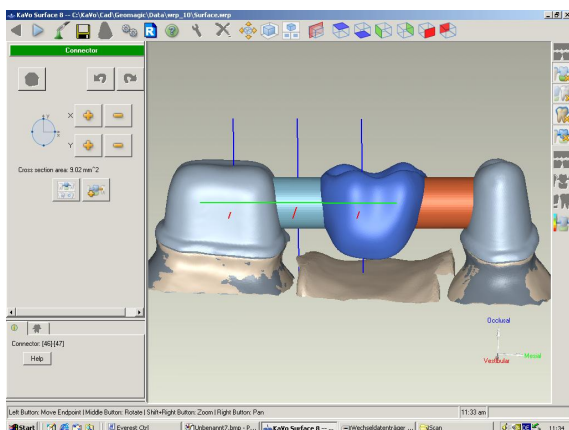 KaVo Surface 8 -- C:\KaVo\Cad\Geomagic\Data\wrp_10\Surface.wrp
Connector
X
Y
Cross section area: 9.02 mm^2
Occlusal
Mesial
Vestibular
Connector: [46]-[47]
Help
Left Button: Move Endpoint | Middle Button: Rotate | Shift+Right Button: Zoom | Right Button: Pan
11:33 am
Start
Everest Ctrl
Unbenannt7.bmp - P...
KaVo Surface 8 -- ...
Wechseldatenträger ...
Scan
11:34